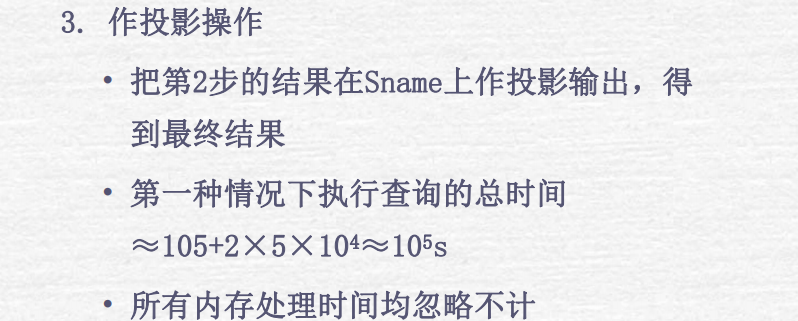 3. 作投影操作
• 把第2步的结果在Sname上作投影输出，得
到最终结果
• 第一种情况下执行查询的总时间
≈105+2×5×10⁴≈10⁵s
• 所有内存处理时间均忽略不计